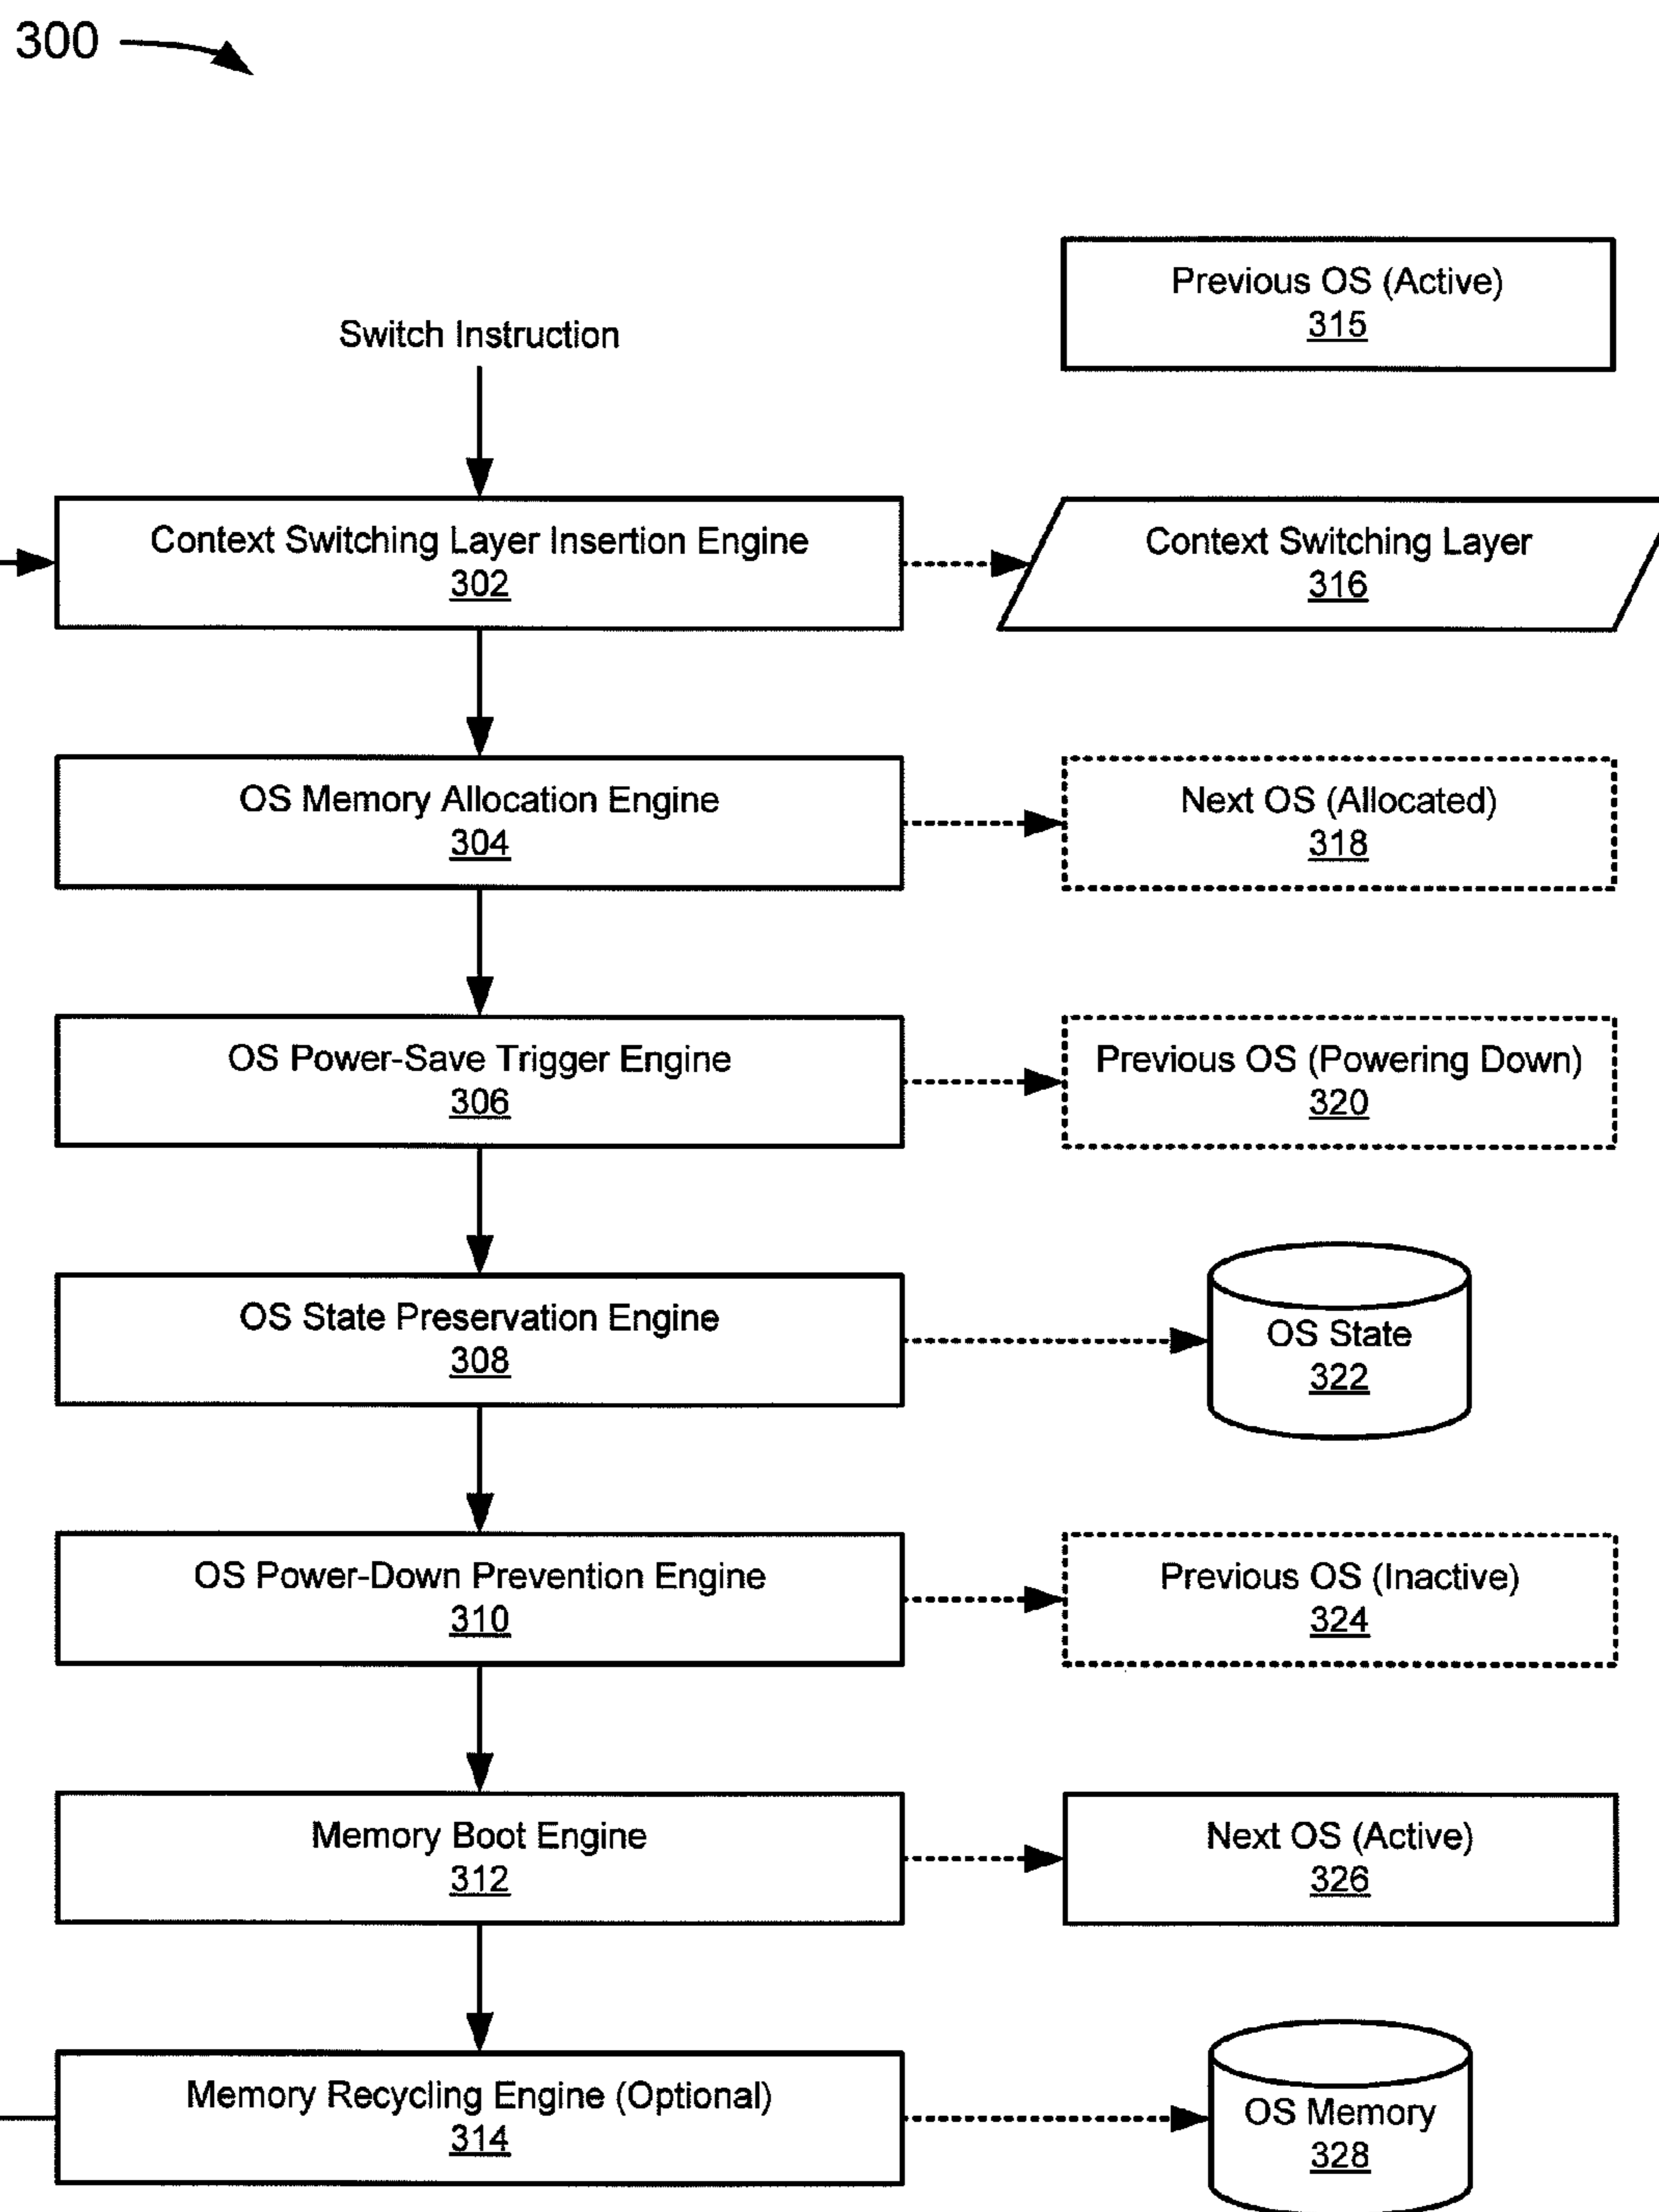 300
Previous OS (Active)
315
Switch Instruction
Context Switching Layer Insertion Engine
302
Context Switching Layer
316
OS Memory Allocation Engine
304
Next OS (Allocated)
318
OS Power-Save Trigger Engine
306
Previous OS (Powering Down)
320
OS State Preservation Engine
308
OS State
322
OS Power-Down Prevention Engine
310
Previous OS (Inactive)
324
Memory Boot Engine
312
Next OS (Active)
326
Memory Recycling Engine (Optional)
314
OS Memory
328